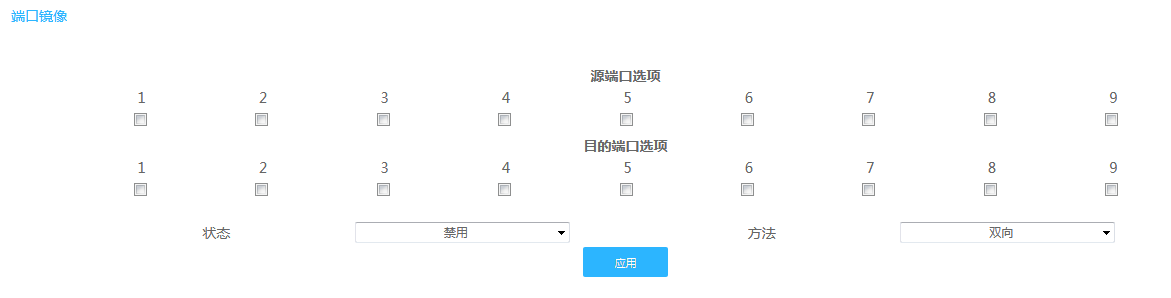 端口镜像
源端口选项
1 2 3 4 5 6 7 8 9
目的端口选项
1 2 3 4 5 6 7 8 9
状态 禁用 方法 双向
应用